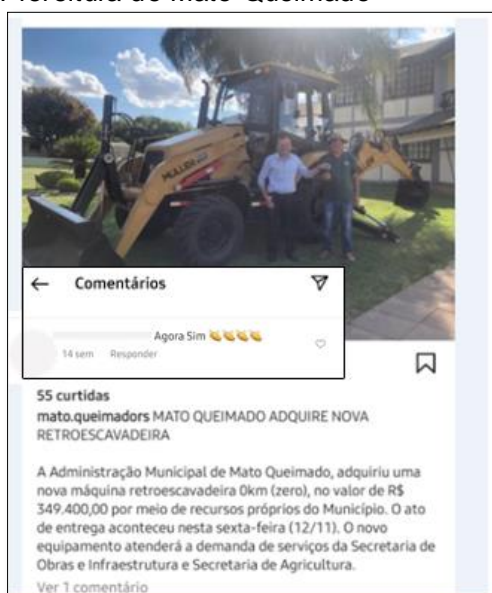 Prefeitura de Mato Queimado
MULLER
Comentários
Agora Sim 👏👏👏👏
14 sem Responder
55 curtidas
mato.queimadors MATO QUEIMADO ADQUIRE NOVA
RETROESCAVADEIRA
A Administração Municipal de Mato Queimado, adquiriu uma
nova máquina retroescavadeira 0km (zero), no valor de R$
349.400,00 por meio de recursos próprios do Município. O ato
de entrega aconteceu nesta sexta-feira (12/11). O novo
equipamento atenderá a demanda de serviços da Secretaria de
Obras e Infraestrutura e Secretaria de Agricultura.
Ver 1 comentário